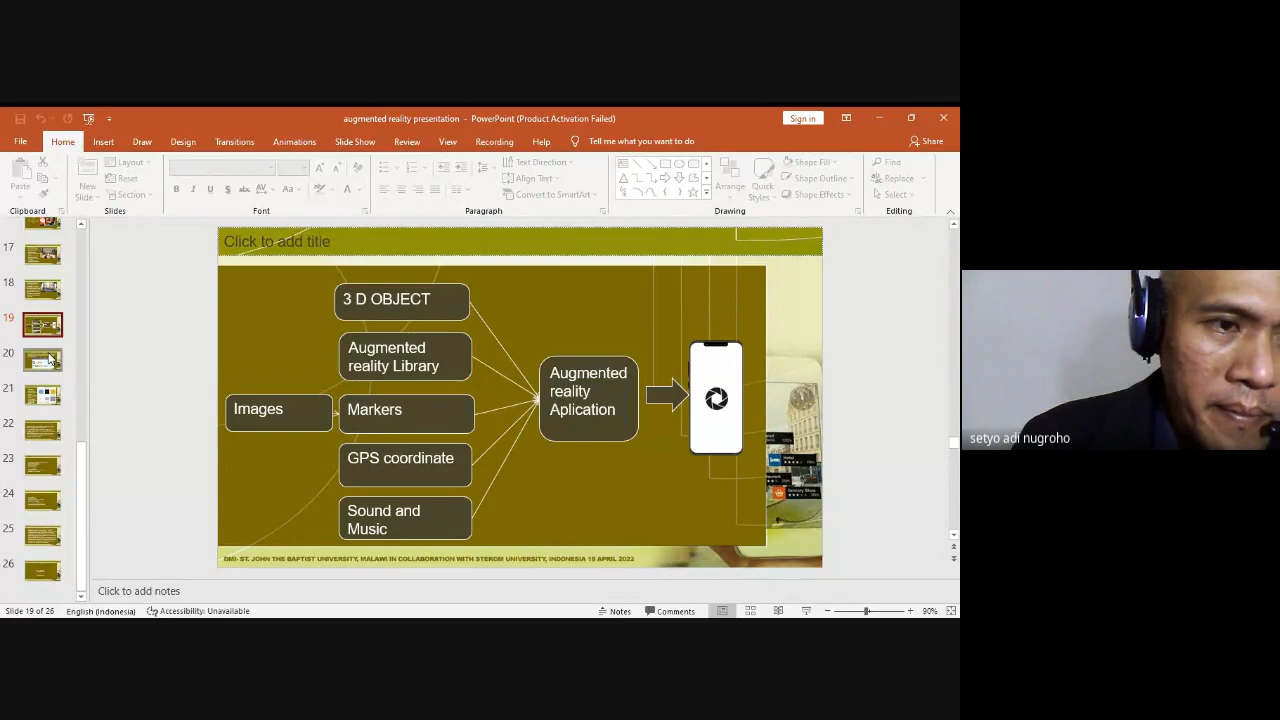 augmented reality presentation - PowerPoint (Product Activation Failed)
Sign in
File Home Insert Draw Design Transitions Animations Slide Show Review View Recording Help Tell me what you want to do Share
Paste
Clipboard
New
Slide
Layout
Reset
Section
Slides
Font
Text Direction
Align Text
Convert to SmartArt
Paragraph
Arrange
Quick
Styles
Shape Fill
Shape Outline
Shape Effects
Drawing
Find
Replace
Select
Editing
17
18
19
20
21
22
23
24
25
26
Click to add title
3 D OBJECT
Augmented
reality Library
Images
Markers
GPS coordinate
Sound and
Music
Augmented
reality
Aplication
Hotel
Grocery Store
DMI- ST. JOHN THE BAPTIST UNIVERSITY, MALAWI IN COLLABORATION WITH STEKOM UNIVERSITY, INDONESIA 19 APRIL 2022
Click to add notes
Slide 19 of 26 English (Indonesia) Accessibility: Unavailable Notes Comments 90%
setyo adi nugroho